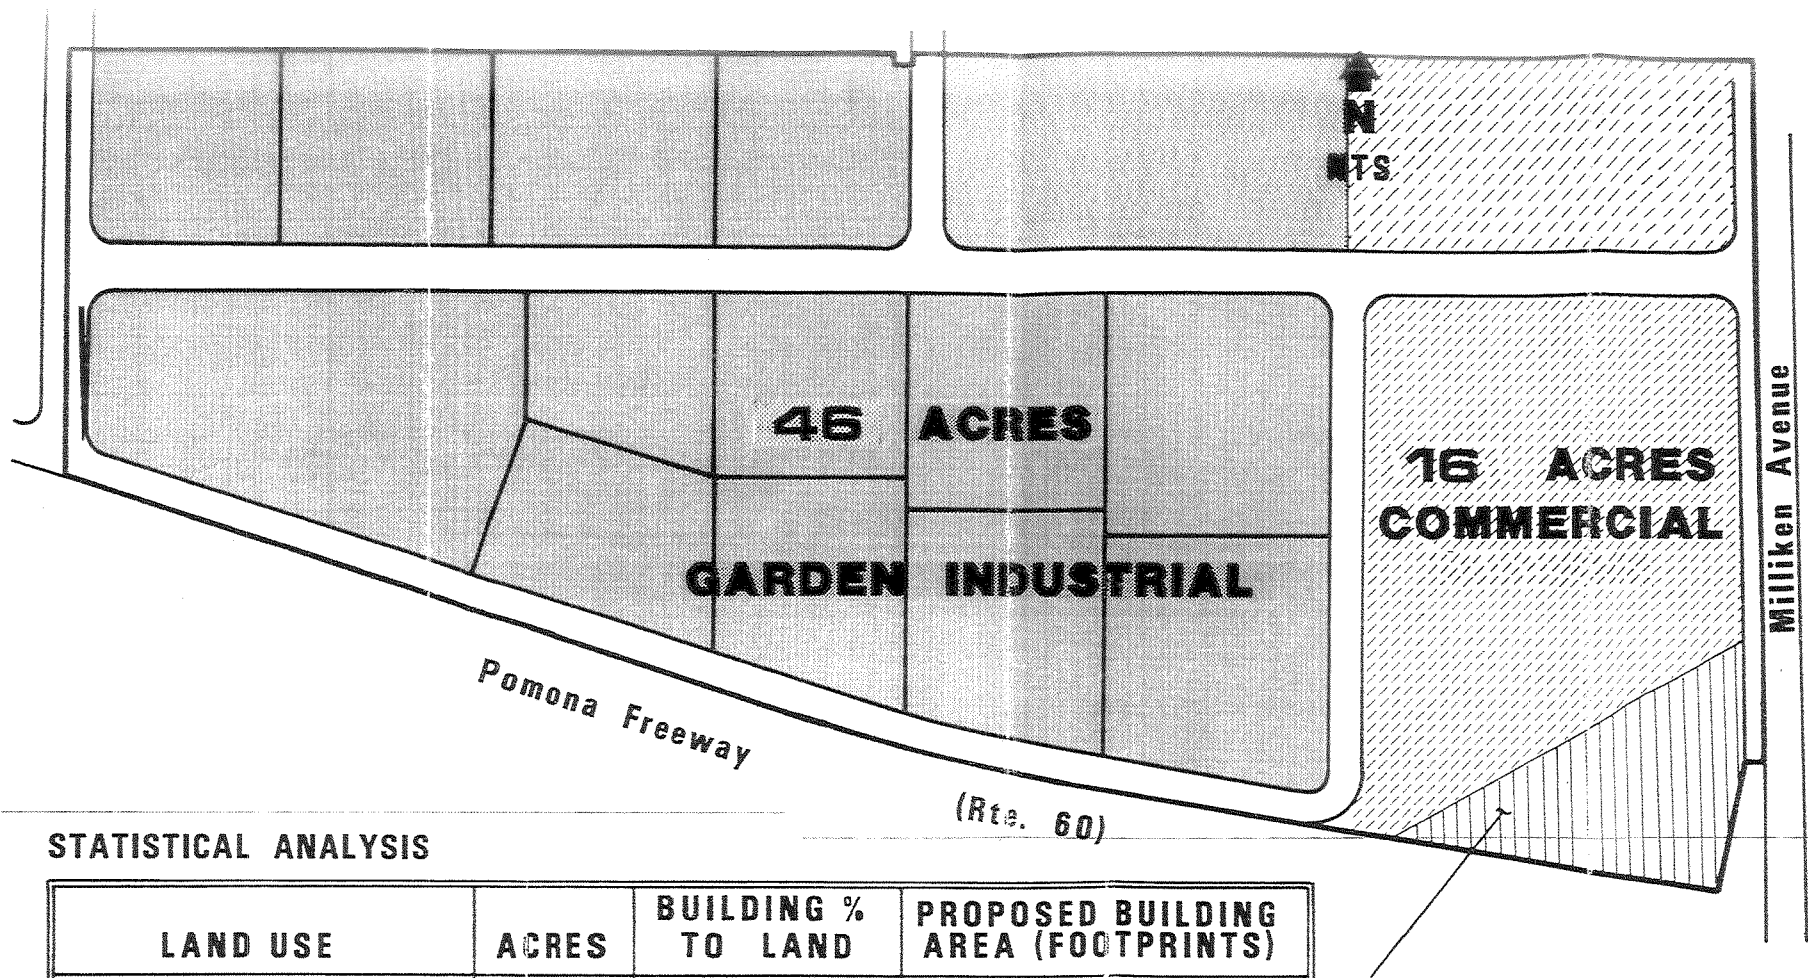 N
NTS
46 ACRES
GARDEN INDUSTRIAL
16 ACRES
COMMERCIAL
Milliken Avenue
Pomona Freeway
(Rte. 60)
STATISTICAL ANALYSIS
LAND USE
ACRES
BUILDING %
TO LAND
PROPOSED BUILDING
AREA (FOOTPRINTS)